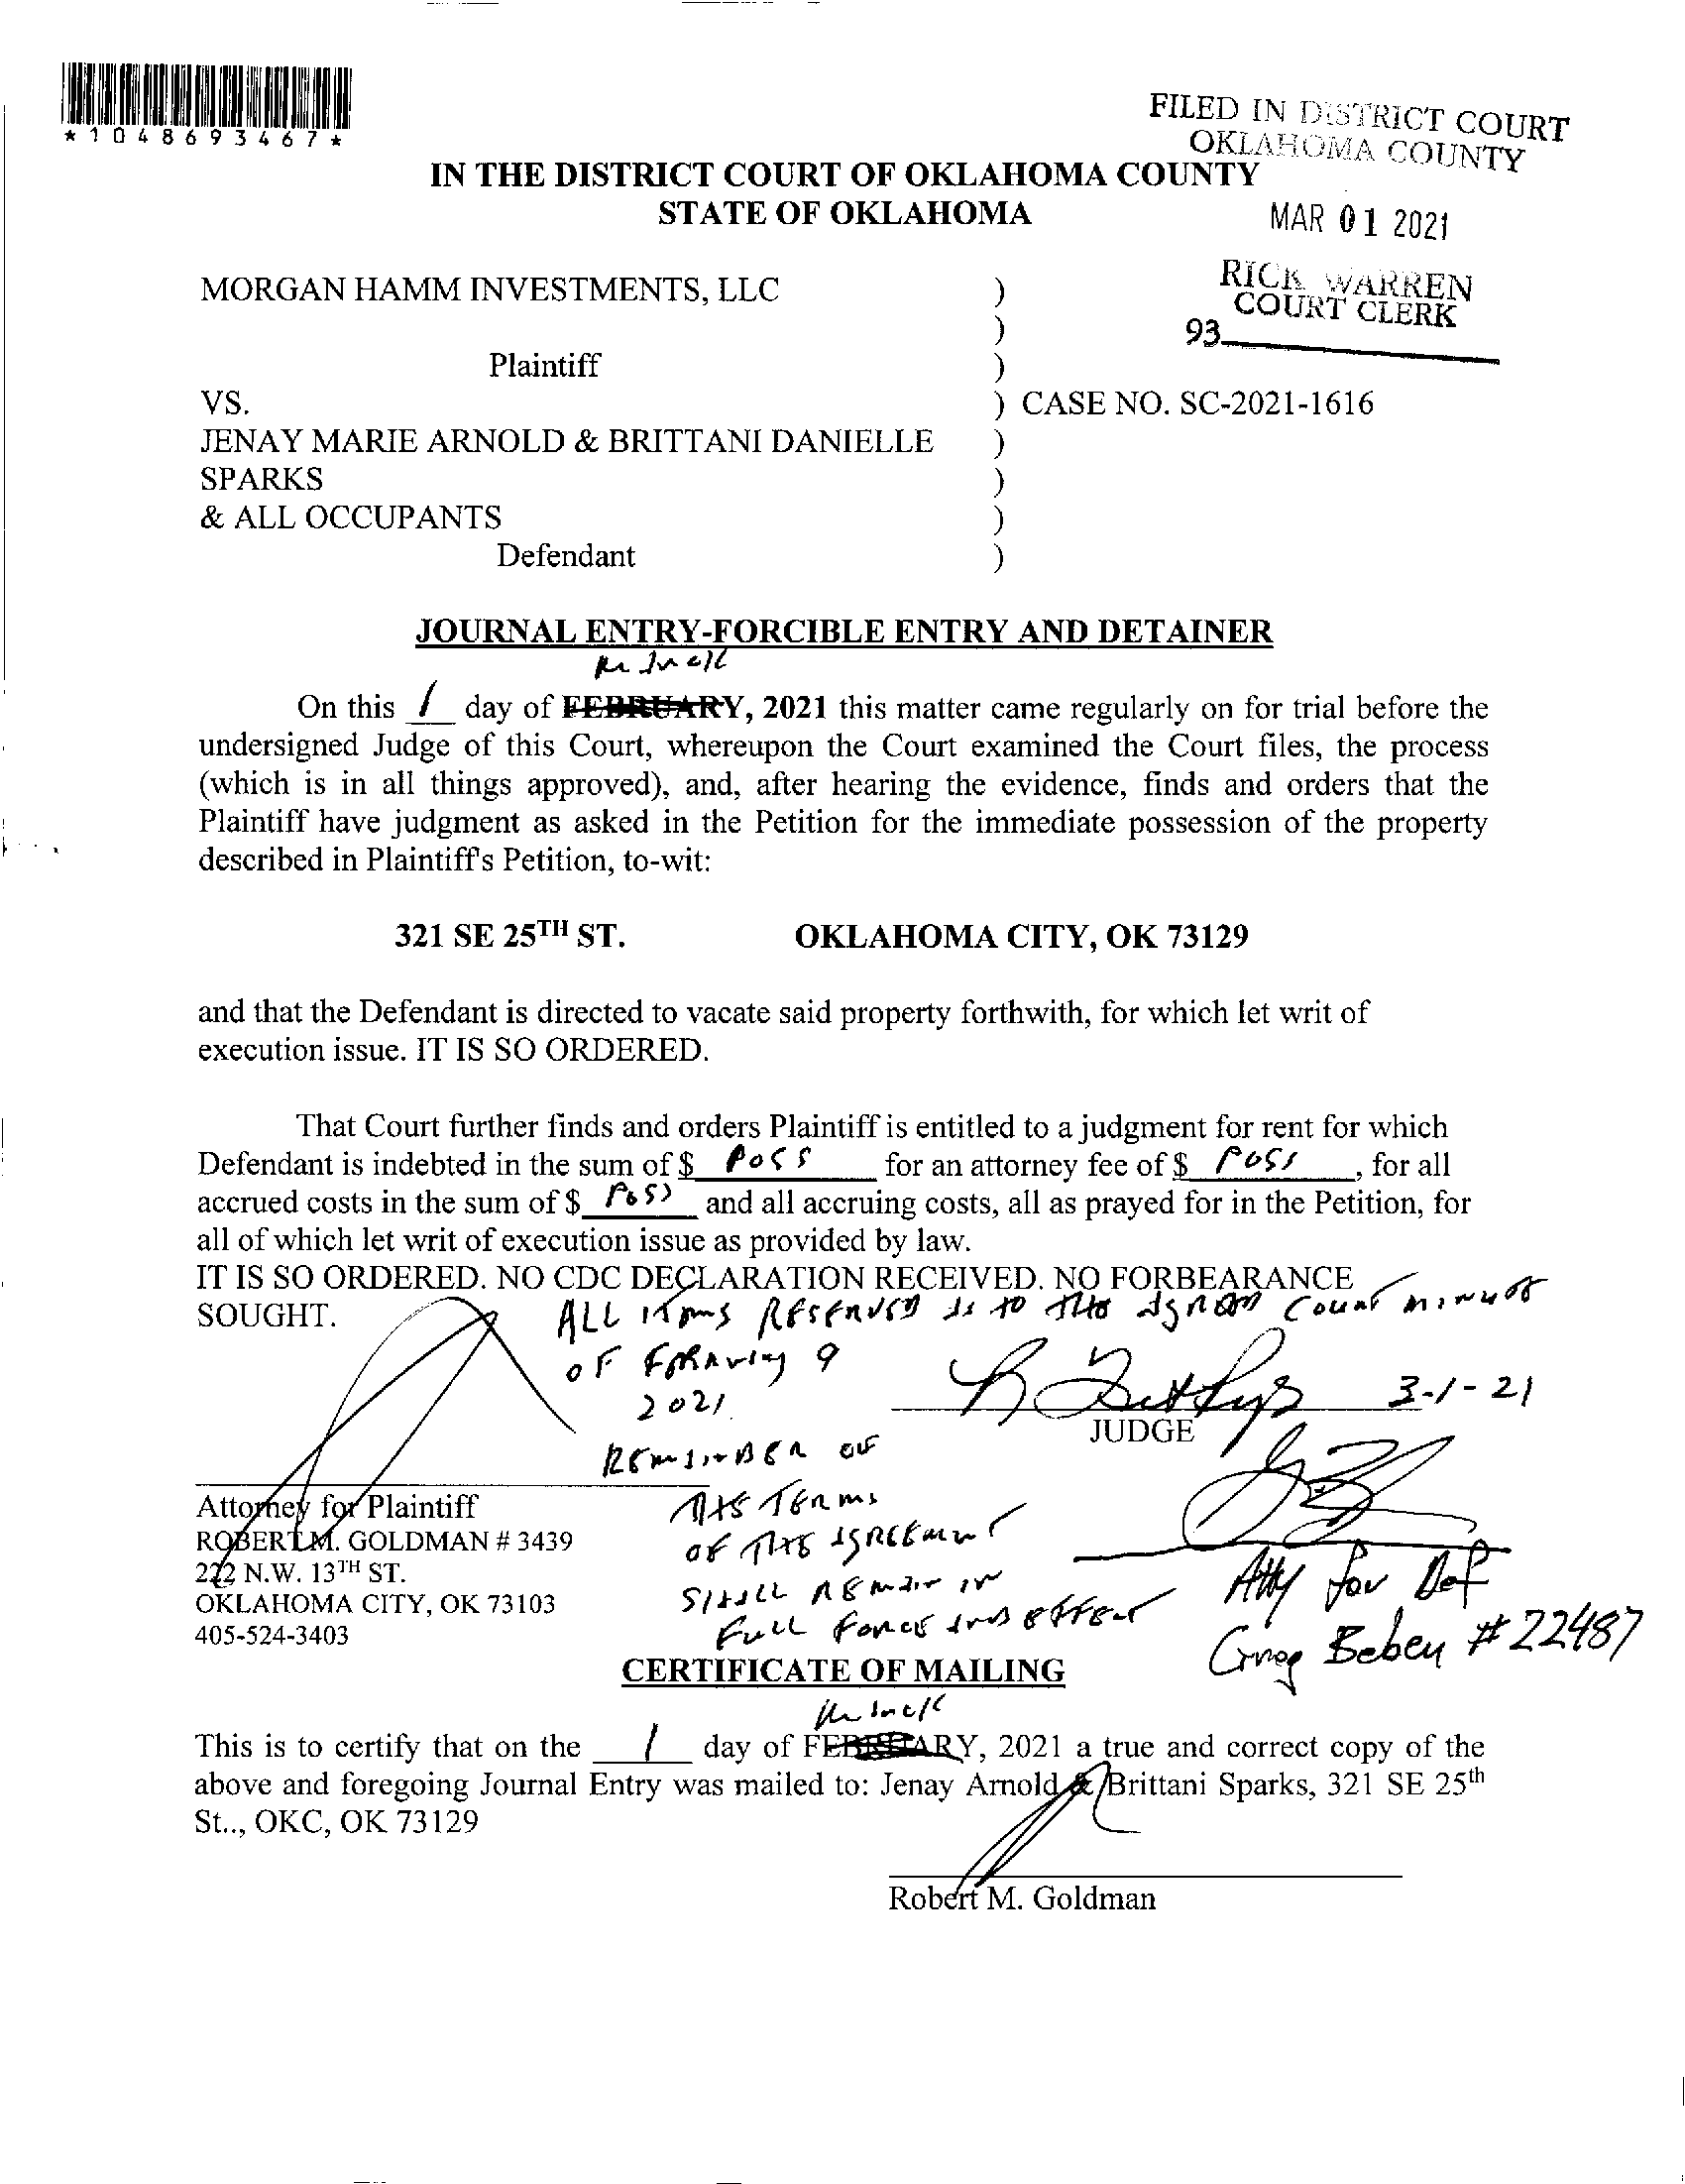 *1048693467*
FILED IN DISTRICT COURT
OKLAHOMA COUNTY
IN THE DISTRICT COURT OF OKLAHOMA COUNTY
STATE OF OKLAHOMA
MAR 01 2021
RICK WARREN
COURT CLERK
93
MORGAN HAMM INVESTMENTS, LLC )
)
Plaintiff )
VS. ) CASE NO. SC-2021-1616
JENAY MARIE ARNOLD & BRITTANI DANIELLE )
SPARKS )
& ALL OCCUPANTS )
Defendant )
JOURNAL ENTRY-FORCIBLE ENTRY AND DETAINER
On this 1 day of FEBRUARY, 2021 this matter came regularly on for trial before the
undersigned Judge of this Court, whereupon the Court examined the Court files, the process
(which is in all things approved), and, after hearing the evidence, finds and orders that the
Plaintiff have judgment as asked in the Petition for the immediate possession of the property
described in Plaintiff's Petition, to-wit:
321 SE 25TH ST. OKLAHOMA CITY, OK 73129
and that the Defendant is directed to vacate said property forthwith, for which let writ of
execution issue. IT IS SO ORDERED.
That Court further finds and orders Plaintiff is entitled to a judgment for rent for which
Defendant is indebted in the sum of $ Poss for an attorney fee of $ Poss, for all
accrued costs in the sum of $ Poss and all accruing costs, all as prayed for in the Petition, for
all of which let writ of execution issue as provided by law.
IT IS SO ORDERED. NO CDC DECLARATION RECEIVED. NO FORBEARANCE
SOUGHT.
ALL ITEMS RESERVED AS TO THE AGREED COURT MINUTE
OF FEBRUARY 9
2021
3-1-21
JUDGE
REMAINDER OF
THE TERMS
OF THE AGREEMENT
SHALL REMAIN IN
FULL FORCE AND EFFECT
Attorney for Plaintiff
ROBERT M. GOLDMAN # 3439
222 N.W. 13TH ST.
OKLAHOMA CITY, OK 73103
405-524-3403
Atty for Def
Greg Beben #22487
CERTIFICATE OF MAILING
This is to certify that on the 1 day of FEBRUARY, 2021 a true and correct copy of the
above and foregoing Journal Entry was mailed to: Jenay Arnold & Brittani Sparks, 321 SE 25th
St.., OKC, OK 73129
Robert M. Goldman